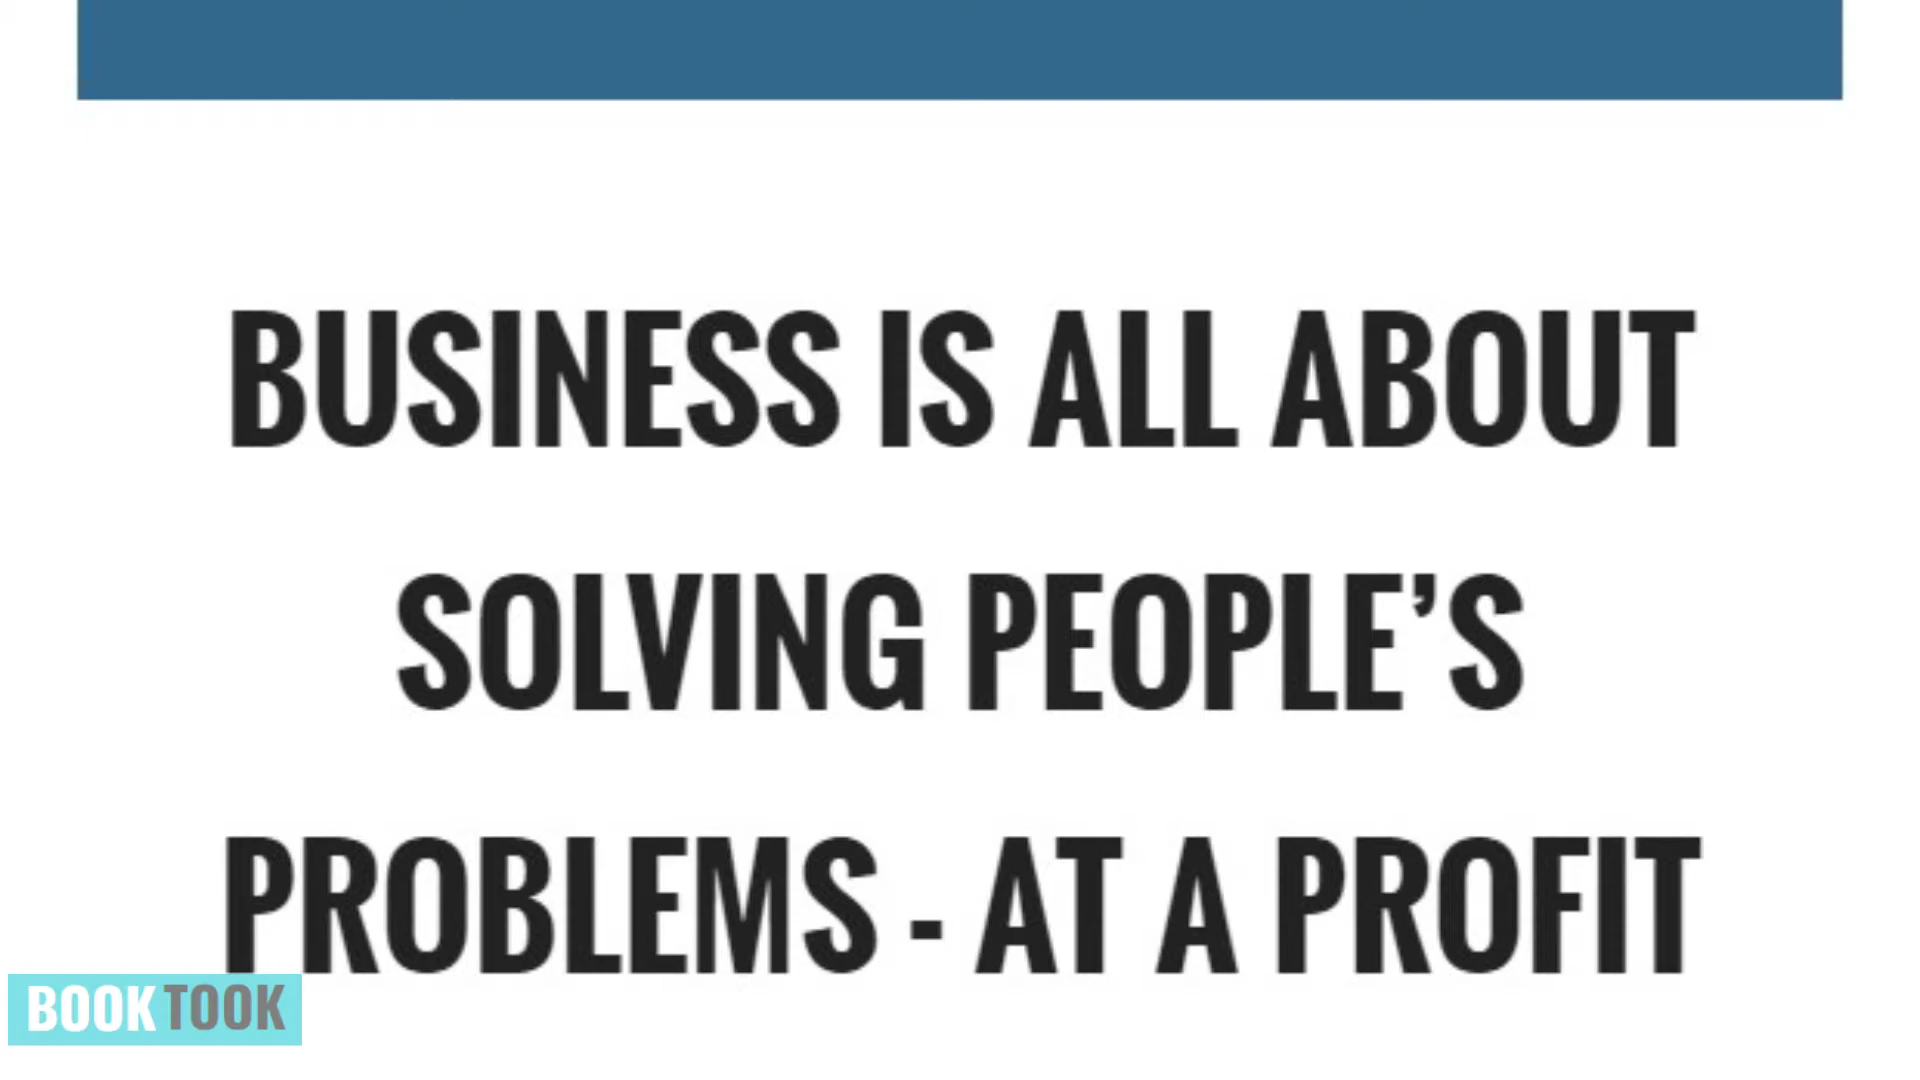 BUSINESS IS ALL ABOUT
SOLVING PEOPLE’S
PROBLEMS - AT A PROFIT
BOOK TOOK